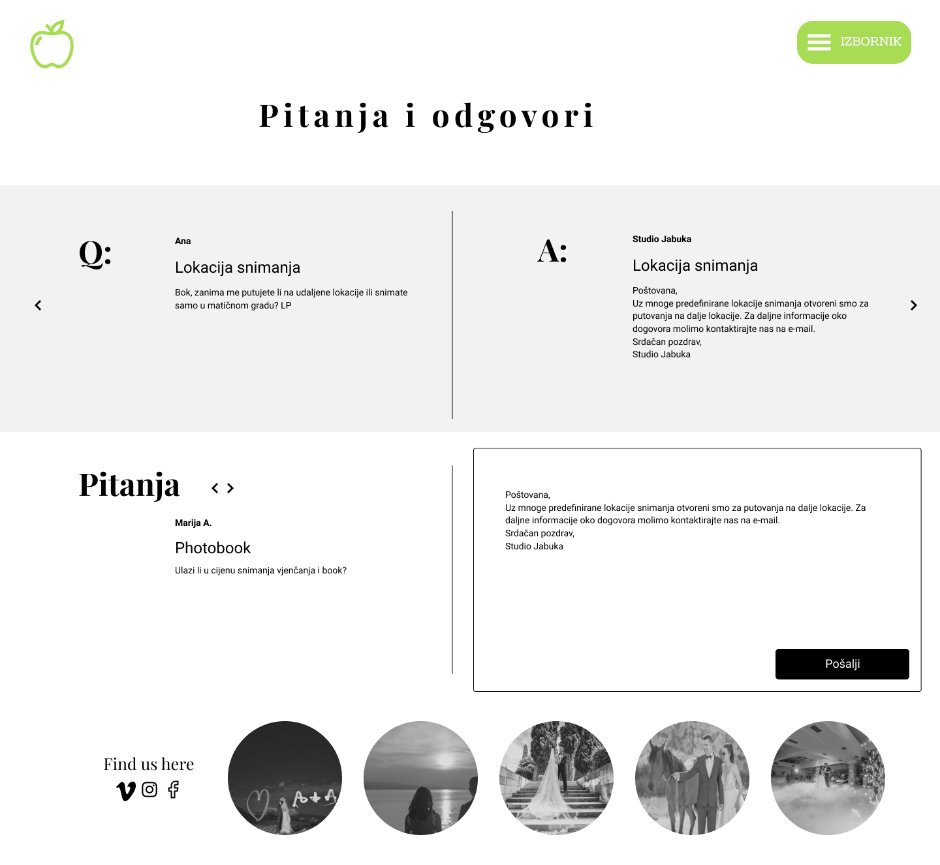 IZBORNIK
Pitanja i odgovori
Q:
Ana
Lokacija snimanja
Bok, zanima me putujete li na udaljene lokacije ili snimate
samo u matičnom gradu? LP
A:
Studio Jabuka
Lokacija snimanja
Poštovana,
Uz mnoge predefinirane lokacije snimanja otvoreni smo za
putovanja na dalje lokacije. Za daljne informacije oko
dogovora molimo kontaktirajte nas na e-mail.
Srdačan pozdrav,
Studio Jabuka
Pitanja
Marija A.
Photobook
Ulazi li u cijenu snimanja vjenčanja i book?
Poštovana,
Uz mnoge predefinirane lokacije snimanja otvoreni smo za putovanja na dalje lokacije. Za
daljne informacije oko dogovora molimo kontaktirajte nas na e-mail.
Srdačan pozdrav,
Studio Jabuka
Pošalji
Find us here
A+A